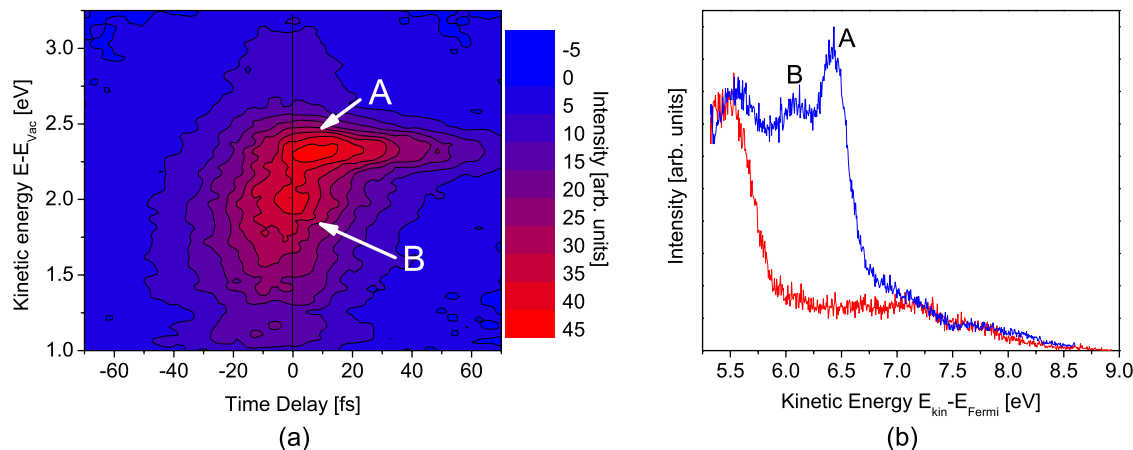 3.0
2.5
2.0
1.5
1.0
Kinetic energy E-E_Vac [eV]
-60 -40 -20 0 20 40 60
Time Delay [fs]
A
B
-5
0
5
10
15
20
25
30
35
40
45
Intensity [arb. units]
(a)
Intensity [arb. units]
B
A
5.5 6.0 6.5 7.0 7.5 8.0 8.5 9.0
Kinetic Energy E_kin-E_Fermi [eV]
(b)